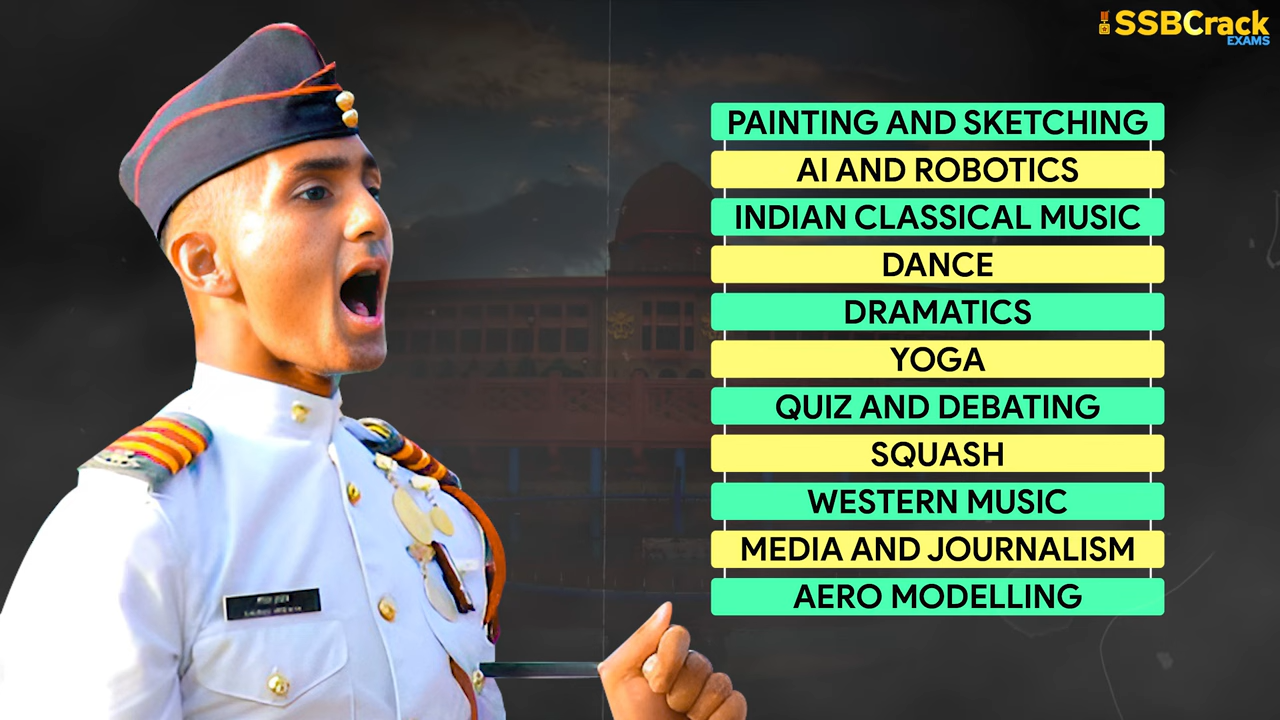 SSBCrack
EXAMS
PAINTING AND SKETCHING
AI AND ROBOTICS
INDIAN CLASSICAL MUSIC
DANCE
DRAMATICS
YOGA
QUIZ AND DEBATING
SQUASH
WESTERN MUSIC
MEDIA AND JOURNALISM
AERO MODELLING